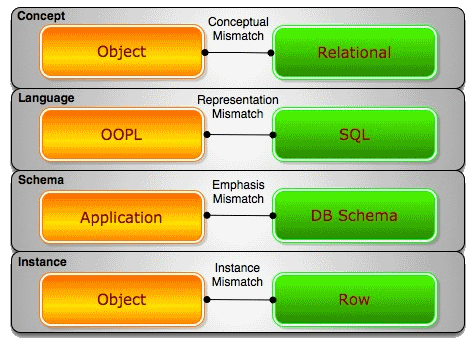 Concept
Conceptual
Mismatch
Object
Relational
Language
Representation
Mismatch
OOPL
SQL
Schema
Emphasis
Mismatch
Application
DB Schema
Instance
Instance
Mismatch
Object
Row